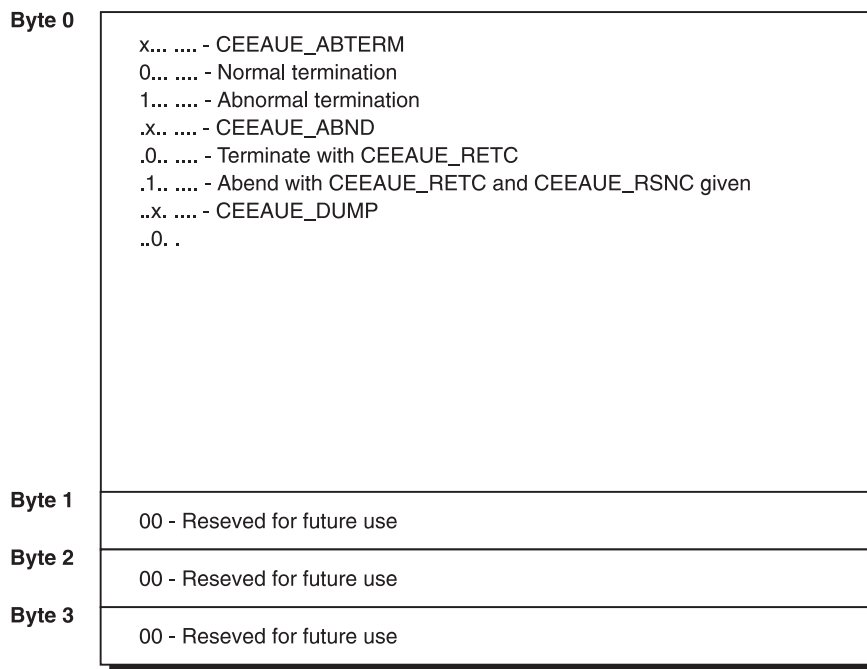 Byte 0
x... .... - CEEAUE_ABTERM
0... .... - Normal termination
1... .... - Abnormal termination
.x.. .... - CEEAUE_ABND
.0.. .... - Terminate with CEEAUE_RETC
.1.. .... - Abend with CEEAUE_RETC and CEEAUE_RSNC given
..x. .... - CEEAUE_DUMP
..0. .
Byte 1
00 - Reseved for future use
Byte 2
00 - Reseved for future use
Byte 3
00 - Reseved for future use